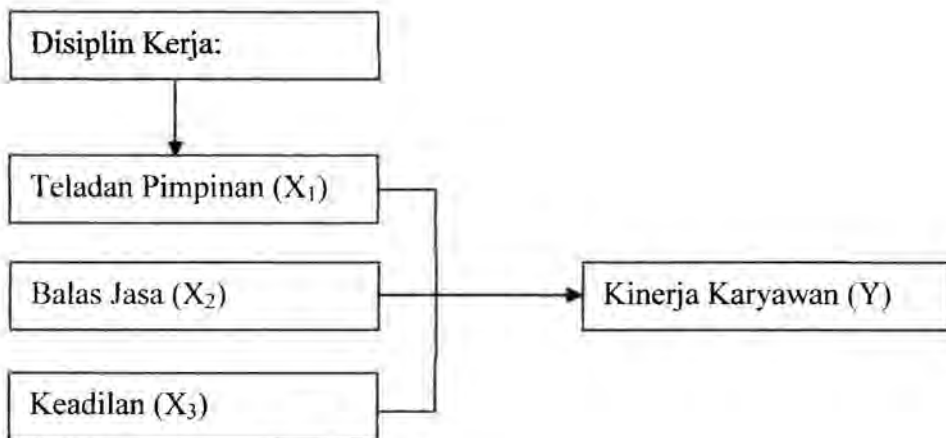 Disiplin Kerja:
Teladan Pimpinan (X₁)
Balas Jasa (X₂)
Kinerja Karyawan (Y)
Keadilan (X₃)